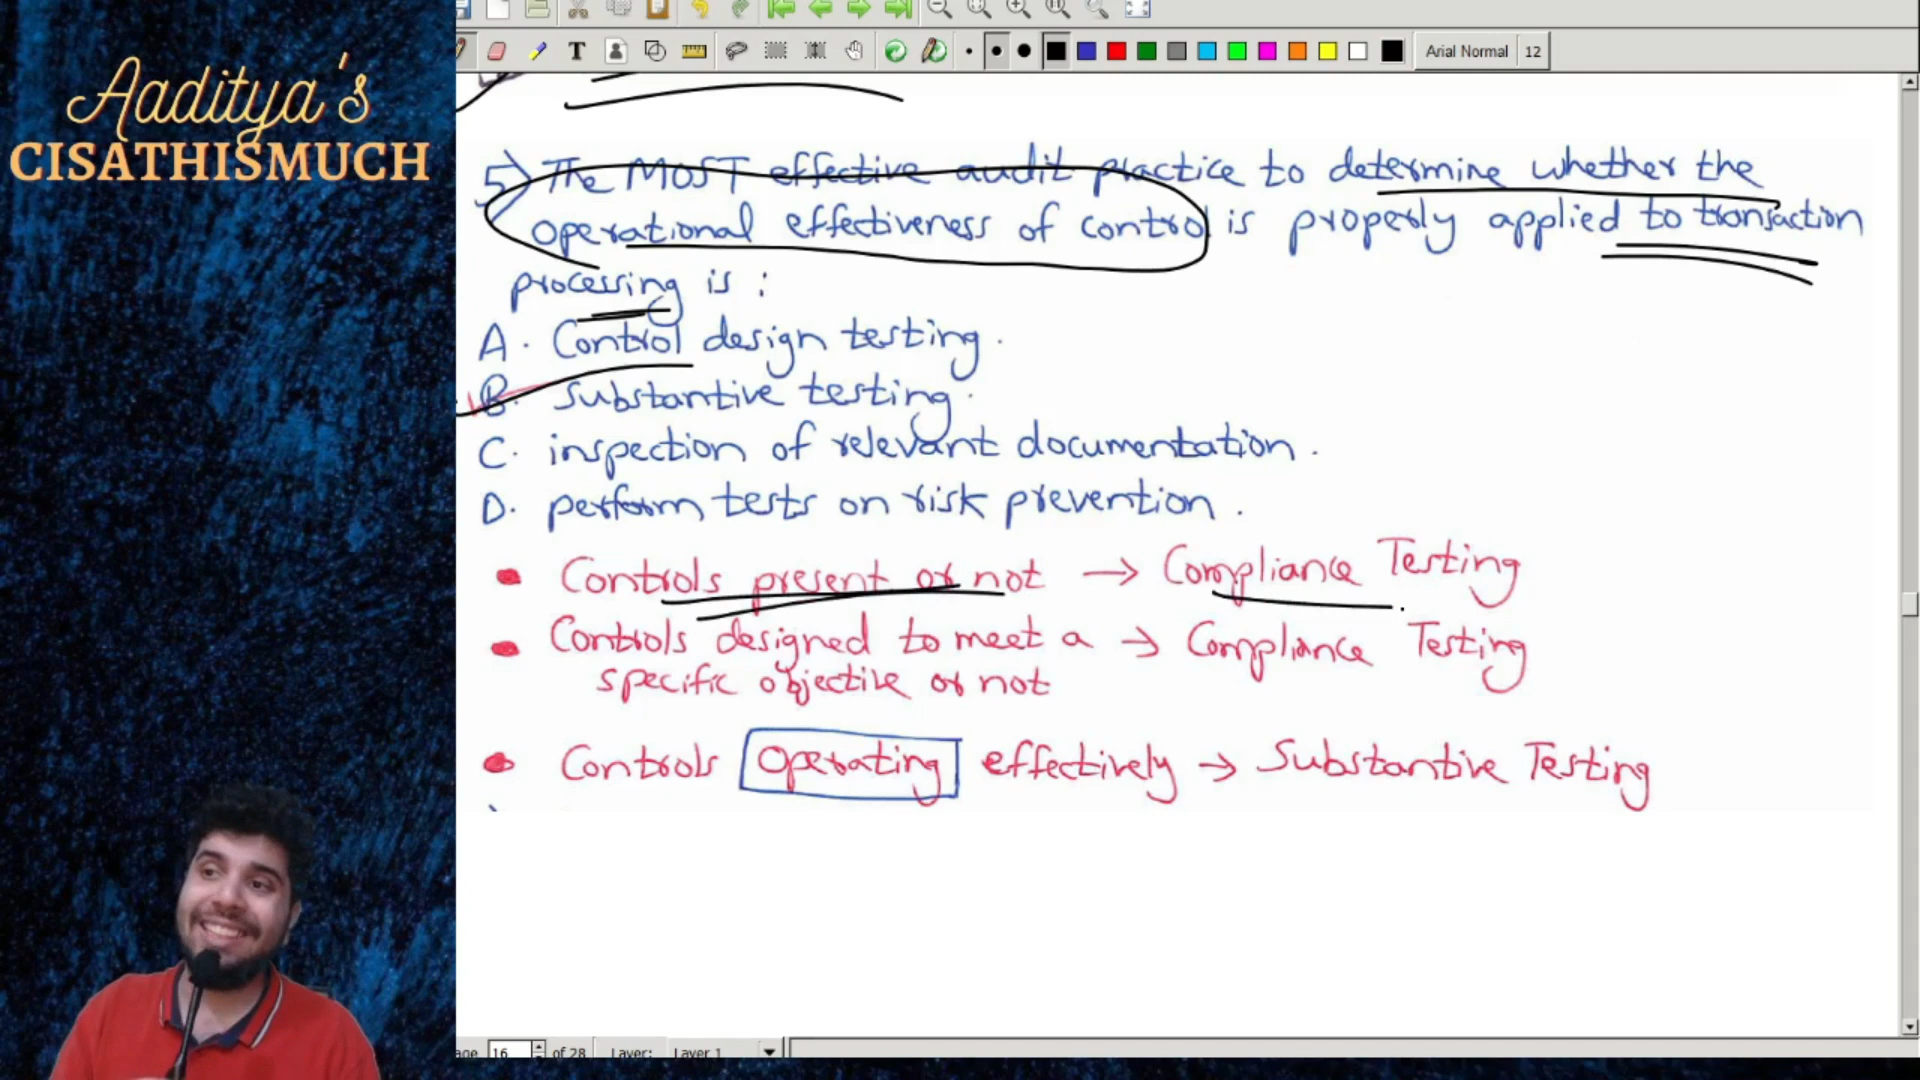 Aaditya's
CISATHISMUCH
Arial Normal 12
5) The MOST effective audit practice to determine whether the
operational effectiveness of control is properly applied to transaction
processing is :
A. Control design testing.
B. Substantive testing.
C. inspection of relevant documentation.
D. perform tests on risk prevention.
Controls present or not → Compliance Testing
Controls designed to meet a → Compliance Testing
specific objective or not
Controls Operating effectively → Substantive Testing
age 16 of 28 Layer: Layer 1